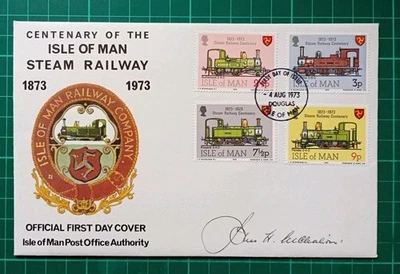 CENTENARY OF THE
ISLE OF MAN
STEAM RAILWAY
1873 1973
ISLE OF MAN RAILWAY COMPANY
OFFICIAL FIRST DAY COVER
Isle of Man Post Office Authority
1873-1973
Steam Railway Centenary
ISLE OF MAN
1873-1973
Steam Railway Centenary
3p
ISLE OF MAN
1873-1973
Steam Railway Centenary
7½p
ISLE OF MAN
1873-1973
Steam Railway Centenary
ISLE OF MAN
9p
FIRST DAY OF ISSUE
- 4 AUG 1973
DOUGLAS
ISLE OF MAN